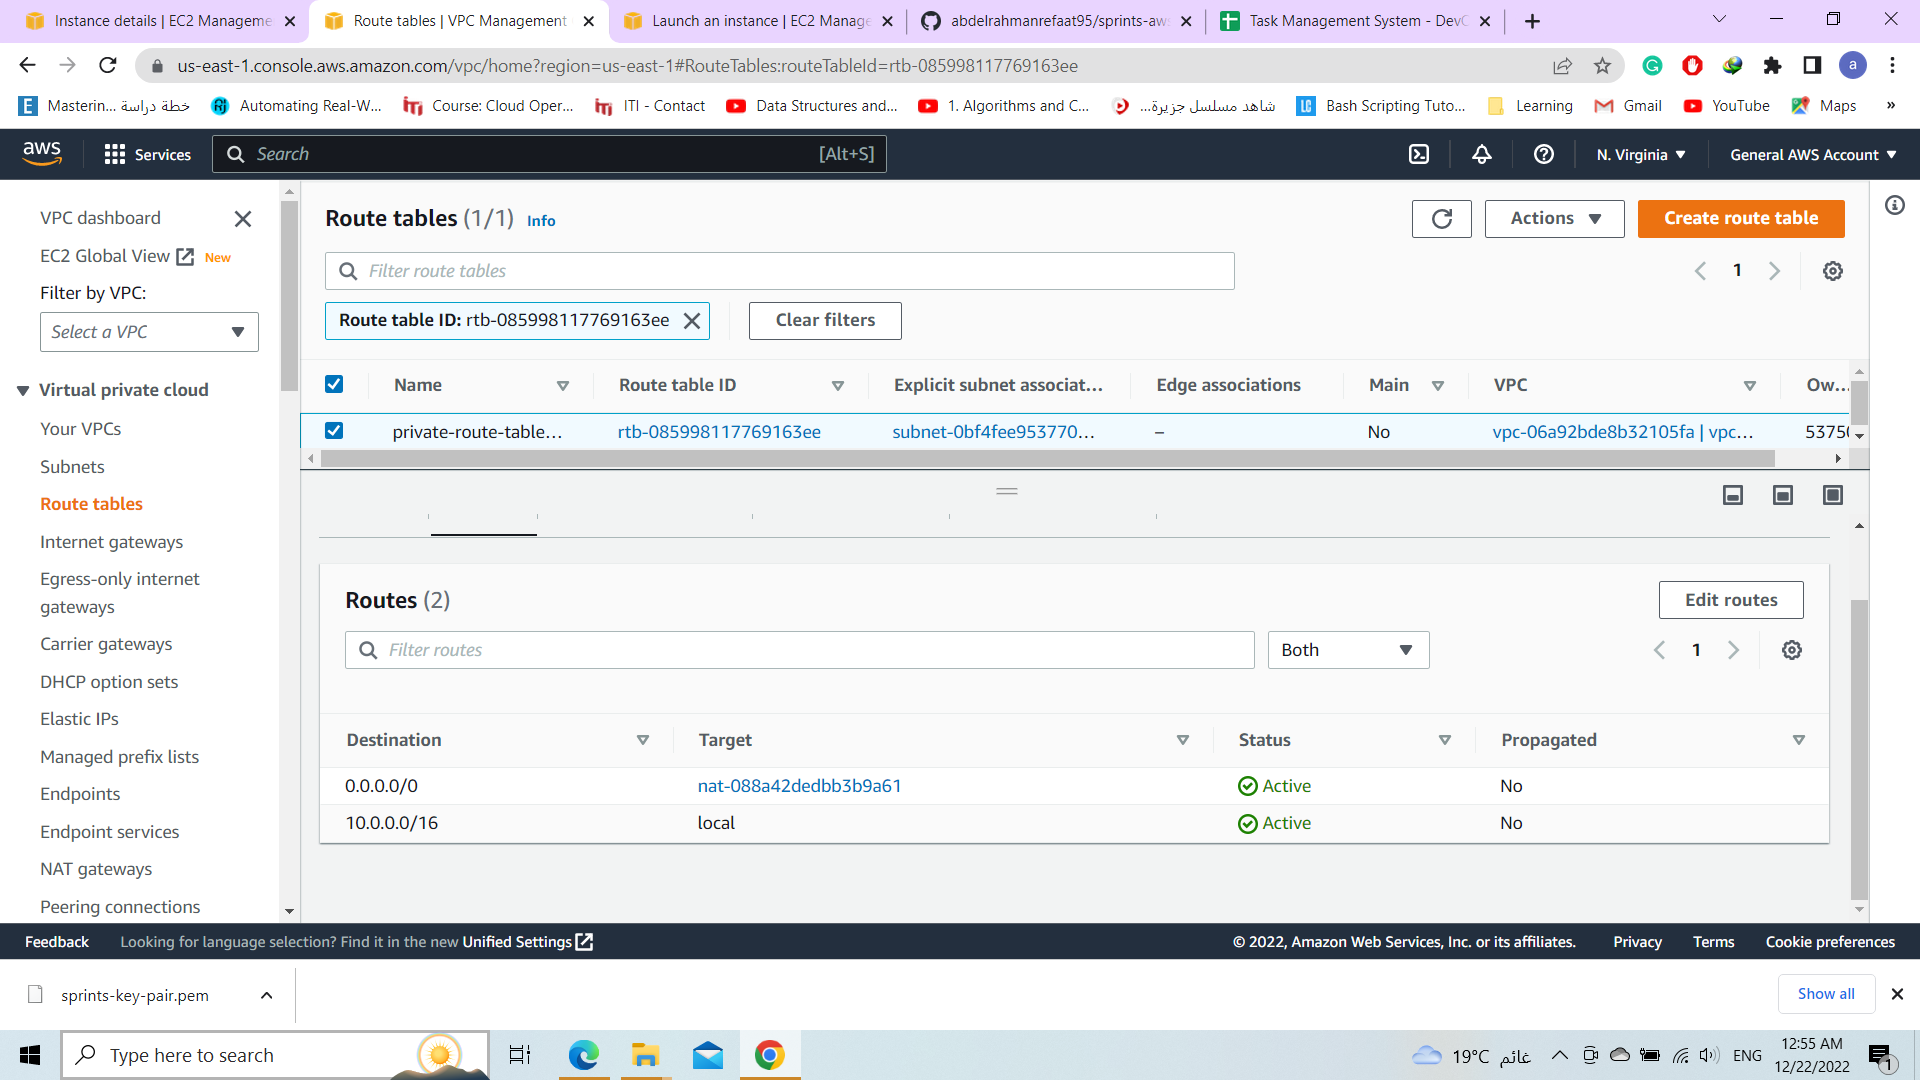 Instance details | EC2 Manageme
Route tables | VPC Management
Launch an instance | EC2 Manage
abdelrahmanrefaat95/sprints-aws
Task Management System - DevO
us-east-1.console.aws.amazon.com/vpc/home?region=us-east-1#RouteTables:routeTableId=rtb-085998117769163ee
a
Masterin... خطة دراسة
Automating Real-W...
Course: Cloud Oper...
ITI - Contact
Data Structures and...
1. Algorithms and C...
شاهد مسلسل جزيرة...
LC
Bash Scripting Tuto...
Learning
Gmail
YouTube
Maps
»
aws
Services
Search
[Alt+S]
N. Virginia
General AWS Account
VPC dashboard
EC2 Global View
New
Filter by VPC:
Select a VPC
Virtual private cloud
Your VPCs
Subnets
Route tables
Internet gateways
Egress-only internet
gateways
Carrier gateways
DHCP option sets
Elastic IPs
Managed prefix lists
Endpoints
Endpoint services
NAT gateways
Peering connections
Route tables (1/1)
Info
Actions
Create route table
Filter route tables
1
Route table ID: rtb-085998117769163ee
Clear filters
Name
Route table ID
Explicit subnet associat...
Edge associations
Main
VPC
Ow...
private-route-table...
rtb-085998117769163ee
subnet-0bf4fee953770...
–
No
vpc-06a92bde8b32105fa | vpc...
53750
Routes (2)
Edit routes
Filter routes
Both
1
Destination
Target
Status
Propagated
0.0.0.0/0
nat-088a42dedbb3b9a61
Active
No
10.0.0.0/16
local
Active
No
Feedback
Looking for language selection? Find it in the new Unified Settings
© 2022, Amazon Web Services, Inc. or its affiliates.
Privacy
Terms
Cookie preferences
sprints-key-pair.pem
Show all
Type here to search
19°C غائم
ENG
12:55 AM
12/22/2022
1